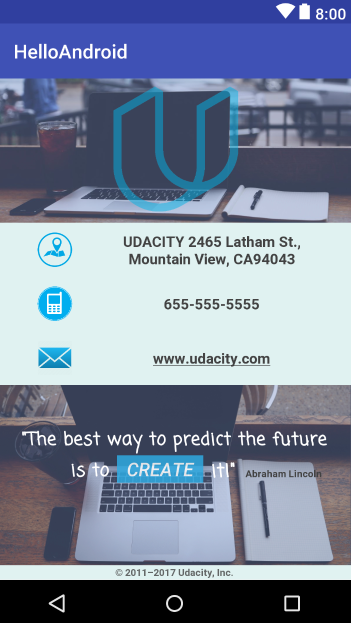 8:00
HelloAndroid
UDACITY 2465 Latham St.,
Mountain View, CA94043
655-555-5555
www.udacity.com
"The best way to predict the future
is to CREATE it!" Abraham Lincoln
© 2011–2017 Udacity, Inc.